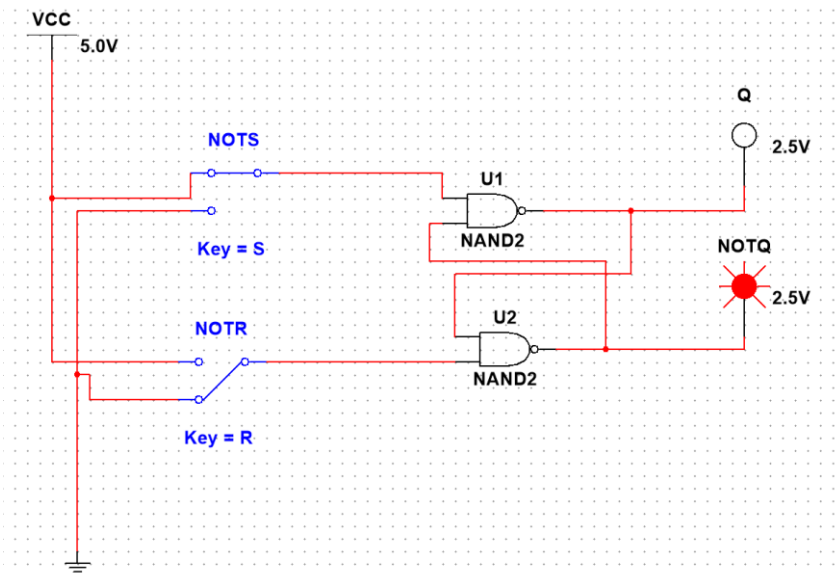 VCC
5.0V
Q
2.5V
NOTS
U1
NAND2
Key = S
NOTQ
2.5V
NOTR
U2
NAND2
Key = R